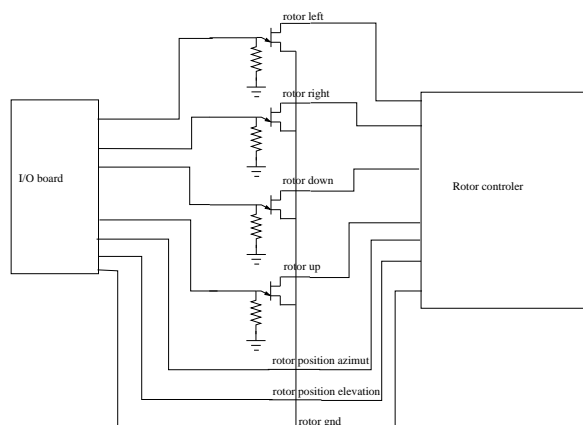 rotor left
rotor right
I/O board
rotor down
Rotor controler
rotor up
rotor position azimut
rotor position elevation
rotor gnd